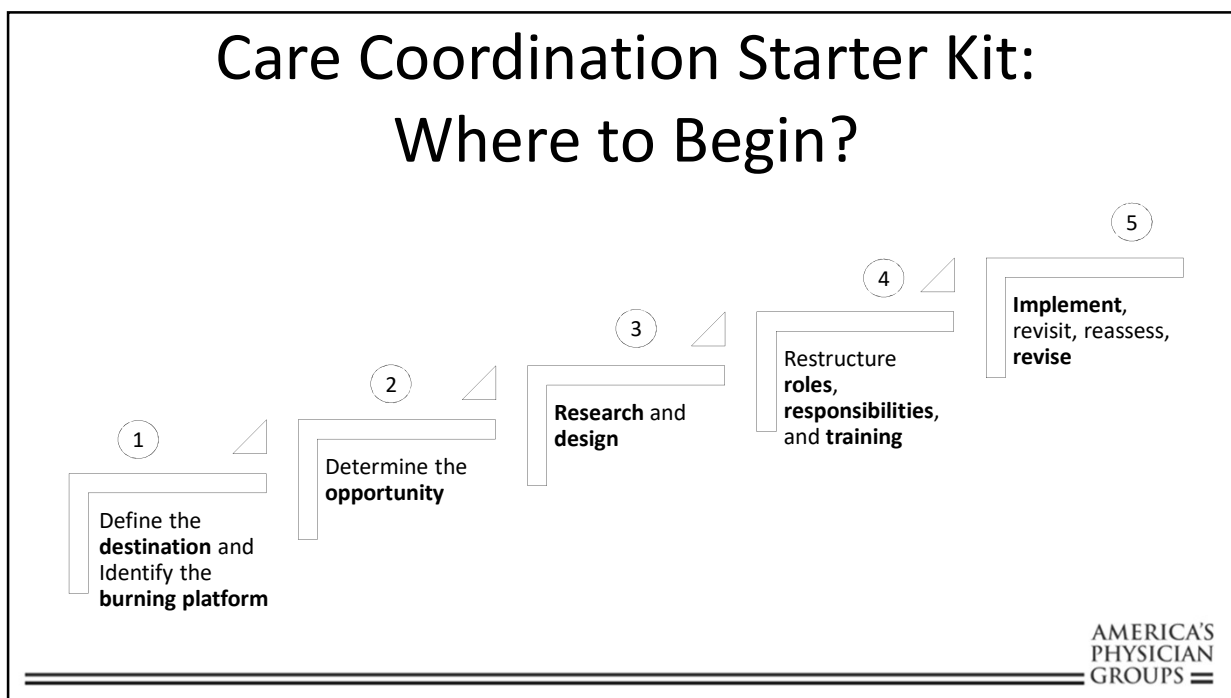 Care Coordination Starter Kit:
Where to Begin?
1
Define the
destination and
Identify the
burning platform
2
Determine the
opportunity
3
Research and
design
4
Restructure
roles,
responsibilities,
and training
5
Implement,
revisit, reassess,
revise
AMERICA'S
PHYSICIAN
GROUPS